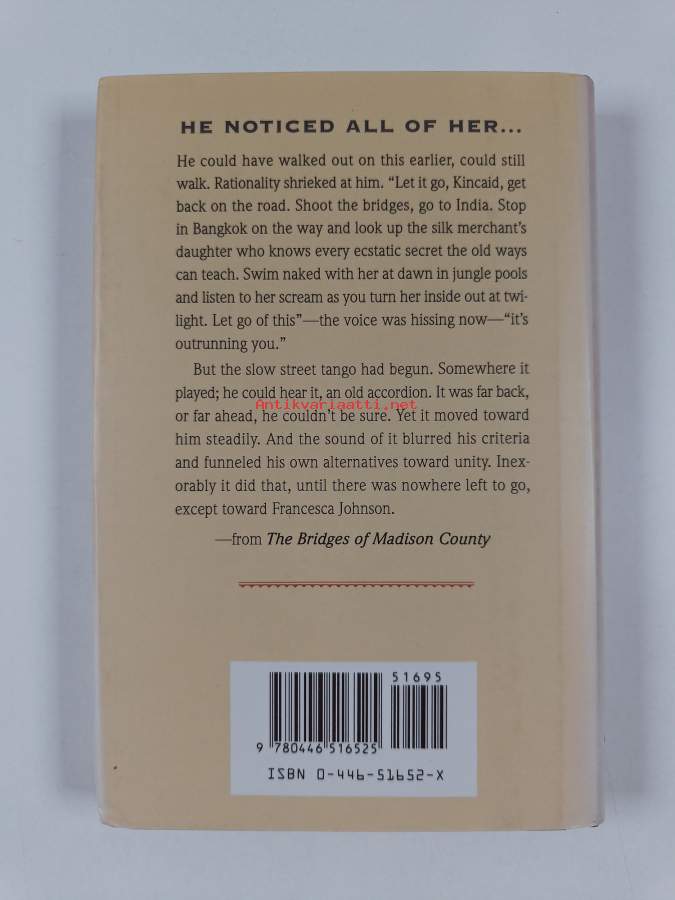 HE NOTICED ALL OF HER...
He could have walked out on this earlier, could still
walk. Rationality shrieked at him. “Let it go, Kincaid, get
back on the road. Shoot the bridges, go to India. Stop
in Bangkok on the way and look up the silk merchant’s
daughter who knows every ecstatic secret the old ways
can teach. Swim naked with her at dawn in jungle pools
and listen to her scream as you turn her inside out at twi-
light. Let go of this”—the voice was hissing now—“it’s
outrunning you.”
But the slow street tango had begun. Somewhere it
played; he could hear it, an old accordion. It was far back,
Antikvariaatti.net
or far ahead, he couldn’t be sure. Yet it moved toward
him steadily. And the sound of it blurred his criteria
and funneled his own alternatives toward unity. Inex-
orably it did that, until there was nowhere left to go,
except toward Francesca Johnson.
—from The Bridges of Madison County
51695
9 780446 516525
ISBN 0-446-51652-X